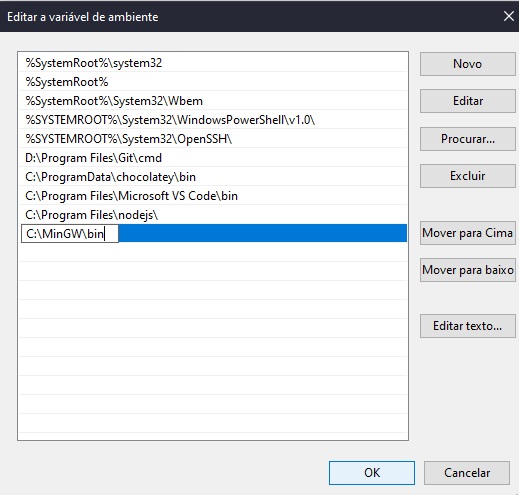 Editar a variável de ambiente
%SystemRoot%\system32
%SystemRoot%
%SystemRoot%\System32\Wbem
%SYSTEMROOT%\System32\WindowsPowerShell\v1.0\
%SYSTEMROOT%\System32\OpenSSH\
D:\Program Files\Git\cmd
C:\ProgramData\chocolatey\bin
C:\Program Files\Microsoft VS Code\bin
C:\Program Files\nodejs\
C:\MinGW\bin
Novo
Editar
Procurar...
Excluir
Mover para Cima
Mover para baixo
Editar texto...
OK
Cancelar